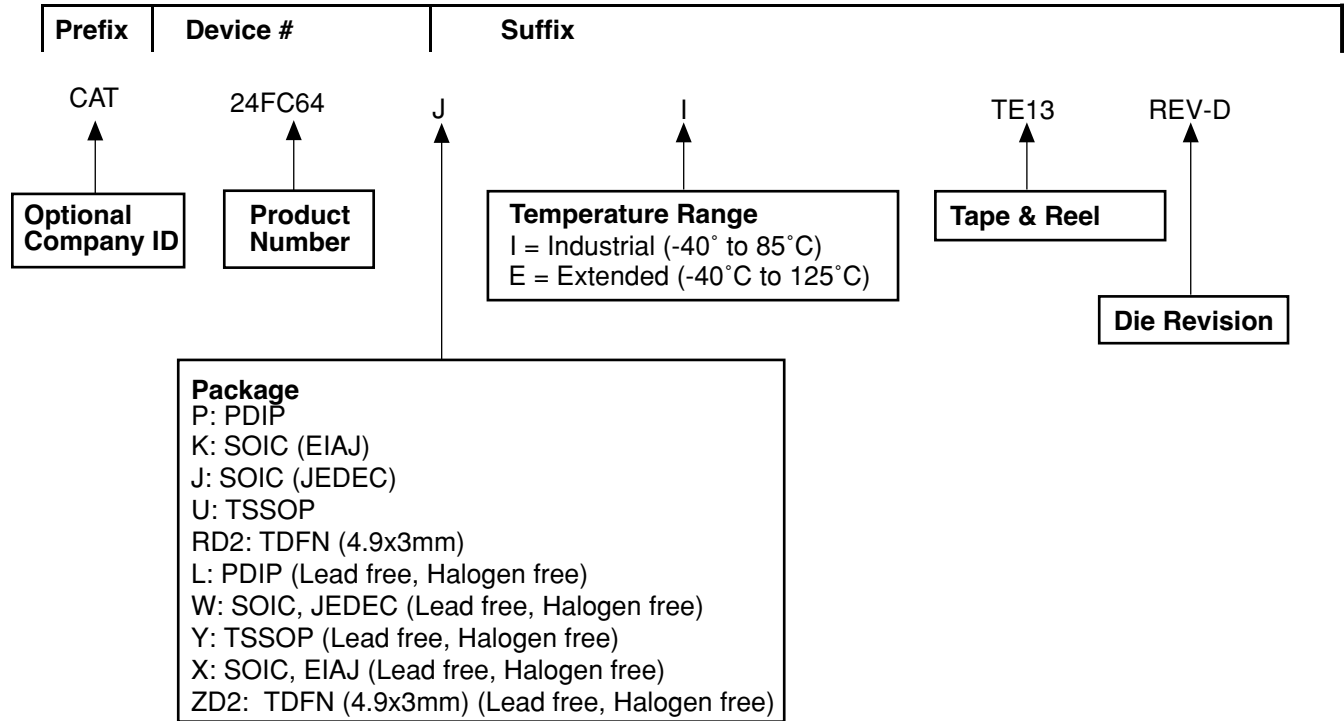 Prefix Device # Suffix
CAT 24FC64 J I TE13 REV-D
Optional
Company ID
Product
Number
Temperature Range
I = Industrial (-40˚ to 85˚C)
E = Extended (-40˚C to 125˚C)
Tape & Reel
Die Revision
Package
P: PDIP
K: SOIC (EIAJ)
J: SOIC (JEDEC)
U: TSSOP
RD2: TDFN (4.9x3mm)
L: PDIP (Lead free, Halogen free)
W: SOIC, JEDEC (Lead free, Halogen free)
Y: TSSOP (Lead free, Halogen free)
X: SOIC, EIAJ (Lead free, Halogen free)
ZD2: TDFN (4.9x3mm) (Lead free, Halogen free)